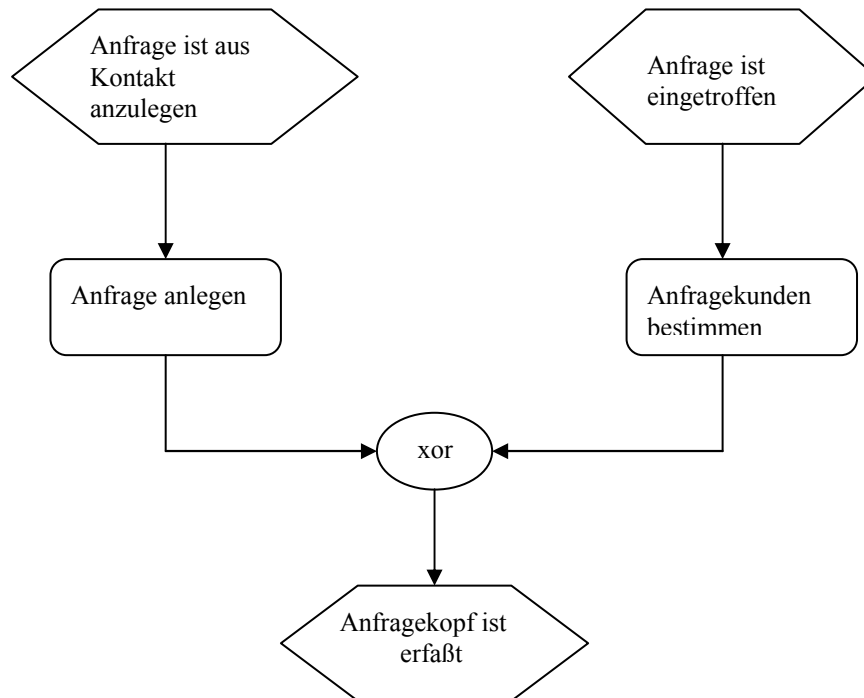 Anfrage ist aus
Kontakt
anzulegen
Anfrage ist
eingetroffen
Anfrage anlegen
Anfragekunden
bestimmen
xor
Anfragekopf ist
erfaßt